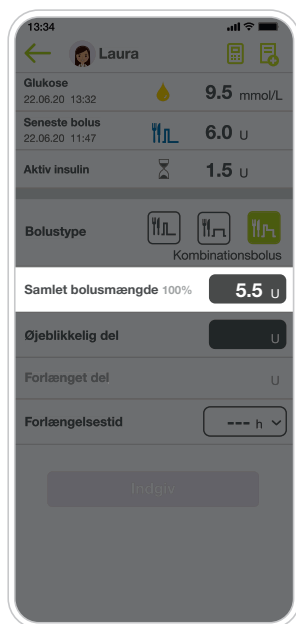 13:34
Laura
Glukose
22.06.20 13:32
9.5 mmol/L
Seneste bolus
22.06.20 11:47
6.0 U
Aktiv insulin
1.5 U
Bolustype
Kombinationsbolus
Samlet bolusmængde 100%
5.5 U
Øjeblikkelig del
U
Forlænget del
U
Forlængelsestid
--- h
Indgiv